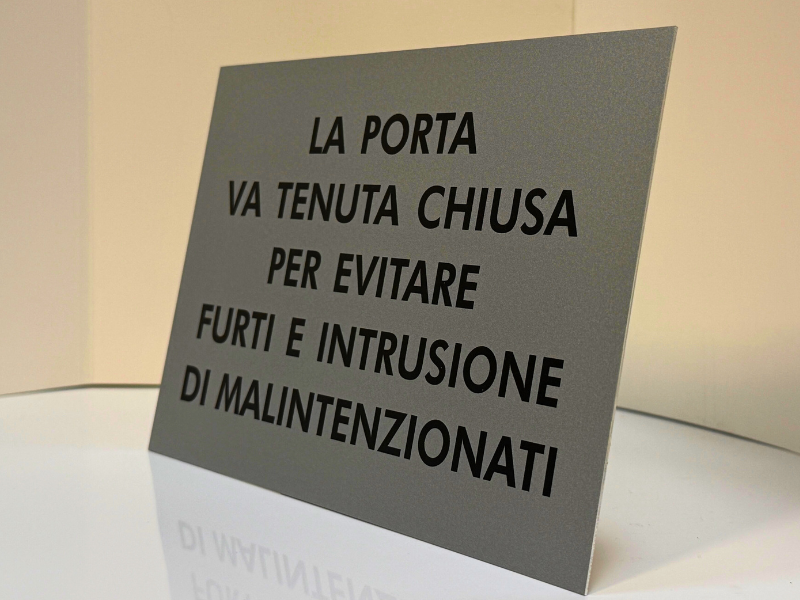 LA PORTA
VA TENUTA CHIUSA
PER EVITARE
FURTI E INTRUSIONE
DI MALINTENZIONATI